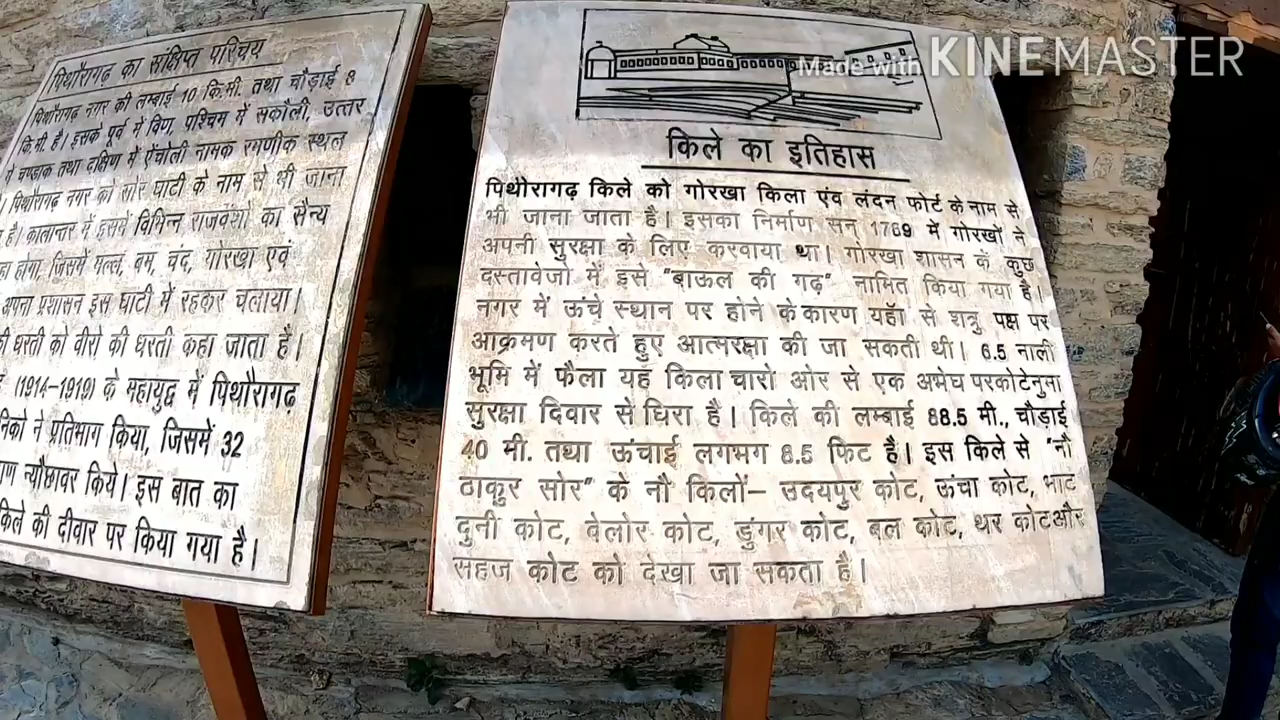 पिथौरागढ़ का संक्षिप्त परिचय
पिथौरागढ़ नगर की लम्बाई 10 कि.मी. तथा चौड़ाई 8
कि.मी. है। इसके पूर्व में विण, पश्चिम में सकौली, उत्तर
चण्डाक तथा दक्षिण में ऐंचोली नामक रमणीक स्थल
पिथौरागढ़ नगर को सोर घाटी के नाम से भी जाना
है। कालान्तर में इसमें विभिन्न राजवंशों का सैन्य
होगा, जिसमें मल्ल, बम, चंद, गोरखा एवं
अपना प्रशासन इस घाटी में रहकर चलाया।
धरती को वीरो की धरती कहा जाता है।
(1914-1919) के महायुद्ध में पिथौरागढ़
ने प्रतिभाग किया, जिसमें 32
न्यौछावर किये। इस बात का
किले की दीवार पर किया गया है।
Made with KINEMASTER
किले का इतिहास
पिथौरागढ़ किले को गोरखा किला एंव लंदन फोर्ट के नाम से
भी जाना जाता है। इसका निर्माण सन् 1789 में गोरखों ने
अपनी सुरक्षा के लिए करवाया था। गोरखा शासन के कुछ
दस्तावेजो में इसे "बाऊल की गढ़" नामित किया गया है।
नगर में ऊंचे स्थान पर होने के कारण यहॉ से शत्रु पक्ष पर
आक्रमण करते हुए आत्मरक्षा की जा सकती थी। 6.5 नाली
भूमि में फैला यह किला चारो ओर से एक अभेघ परकोटेनुमा
सुरक्षा दिवार से घिरा है। किले की लम्बाई 88.5 मी., चौड़ाई
40 मी. तथा ऊंचाई लगभग 8.5 फिट है। इस किले से "नौ
ठाकुर सोर" के नौ किलों– उदयपुर कोट, ऊंचा कोट, भाट
दुनी कोट, वेलोर कोट, डुंगर कोट, बल कोट, थर कोट और
सहज कोट को देखा जा सकता है।